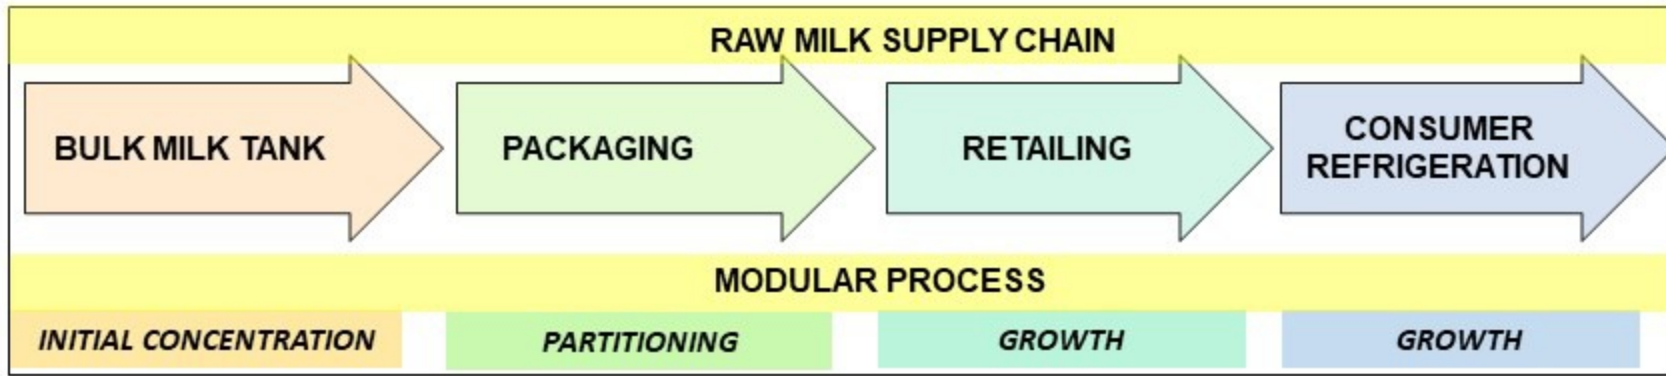 RAW MILK SUPPLY CHAIN
BULK MILK TANK
PACKAGING
RETAILING
CONSUMER
REFRIGERATION
MODULAR PROCESS
INITIAL CONCENTRATION
PARTITIONING
GROWTH
GROWTH